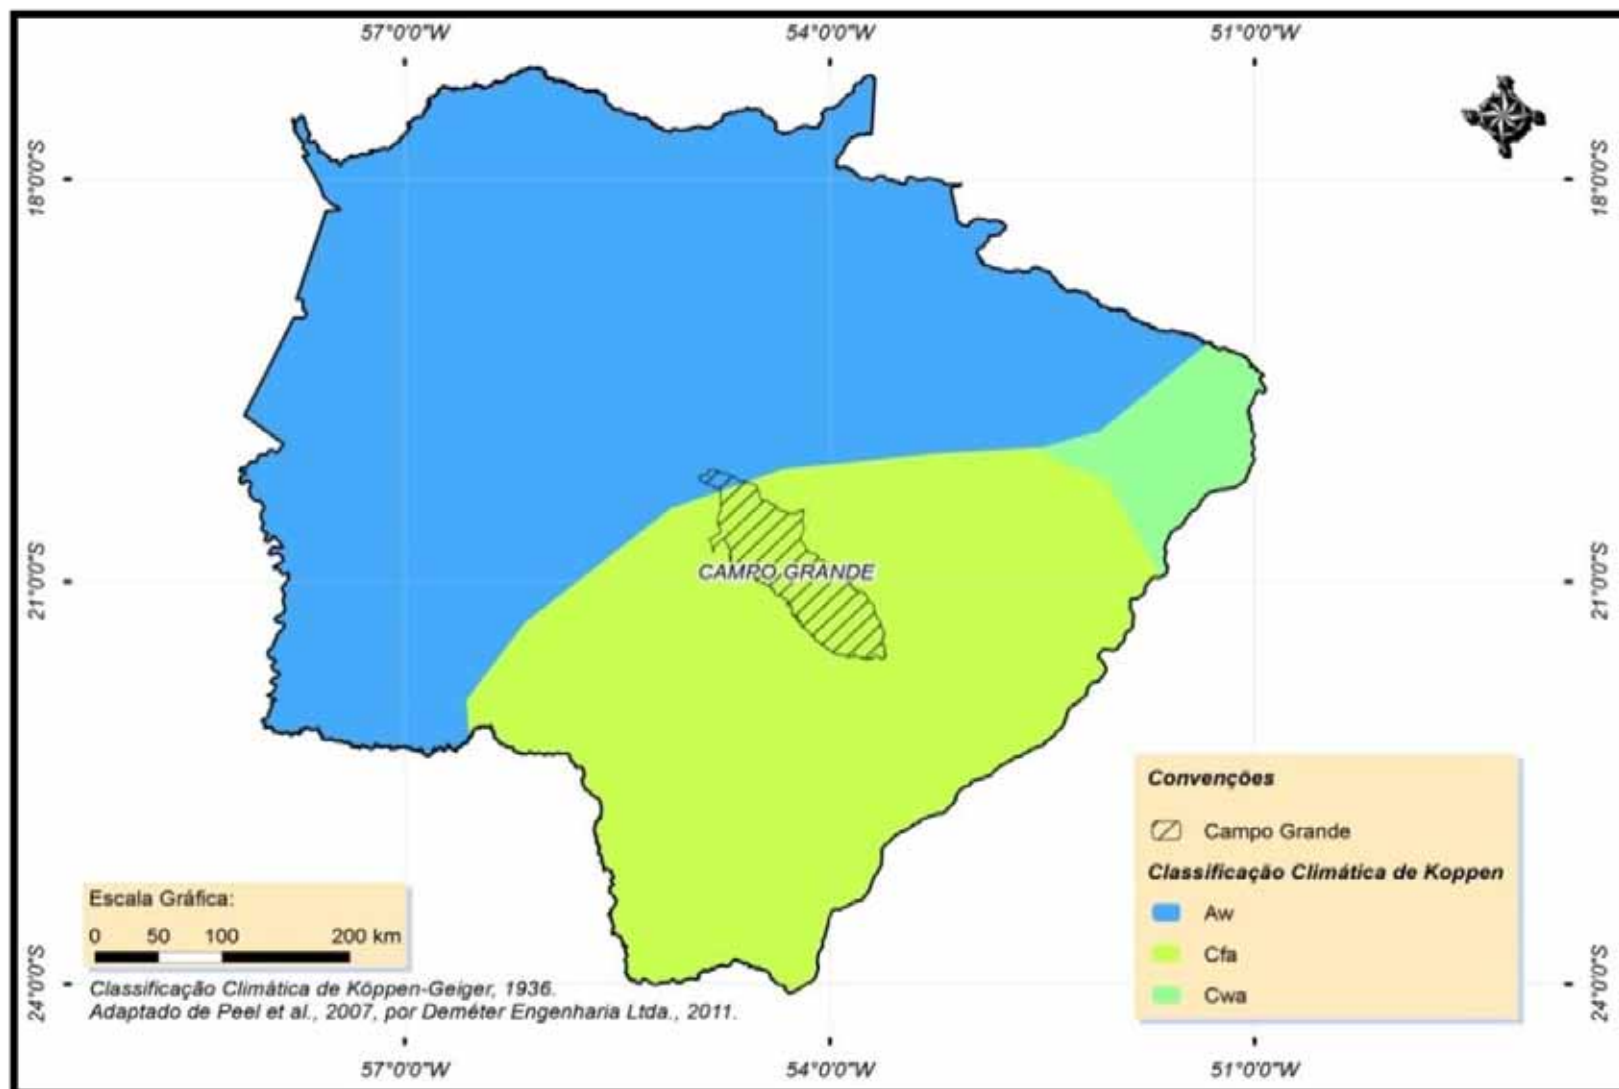 57°0'0"W
54°0'0"W
51°0'0"W
18°0'0"S
18°0'0"S
21°0'0"S
21°0'0"S
CAMPO GRANDE
Convenções
Campo Grande
Classificação Climática de Koppen
Aw
Cfa
Cwa
Escala Gráfica:
0 50 100 200 km
24°0'0"S
24°0'0"S
Classificação Climática de Köppen-Geiger, 1936.
Adaptado de Peel et al., 2007, por Deméter Engenharia Ltda., 2011.
57°0'0"W
54°0'0"W
51°0'0"W